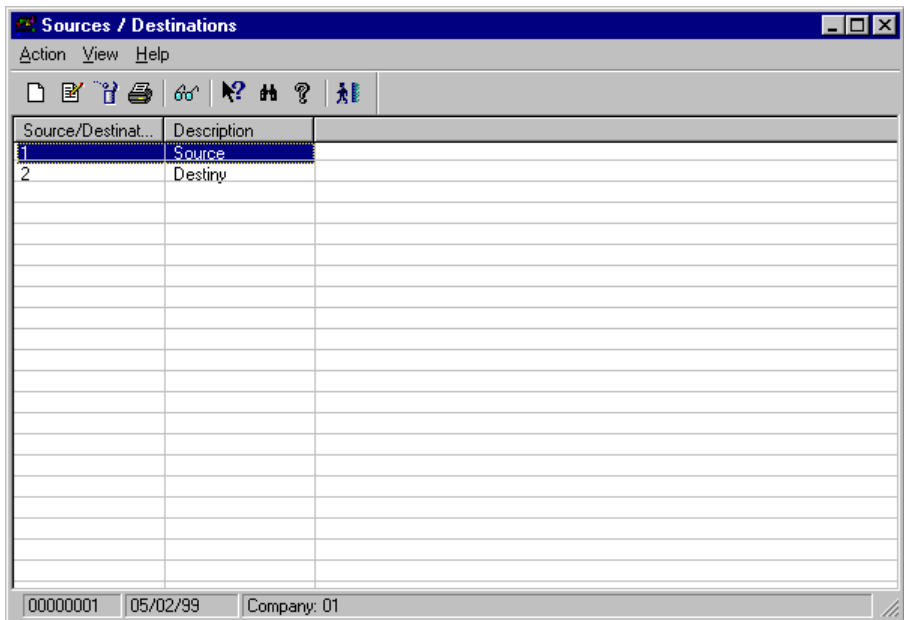 Sources / Destinations
Action View Help
Source/Destinat... Description
1 Source
2 Destiny
00000001 05/02/99 Company: 01